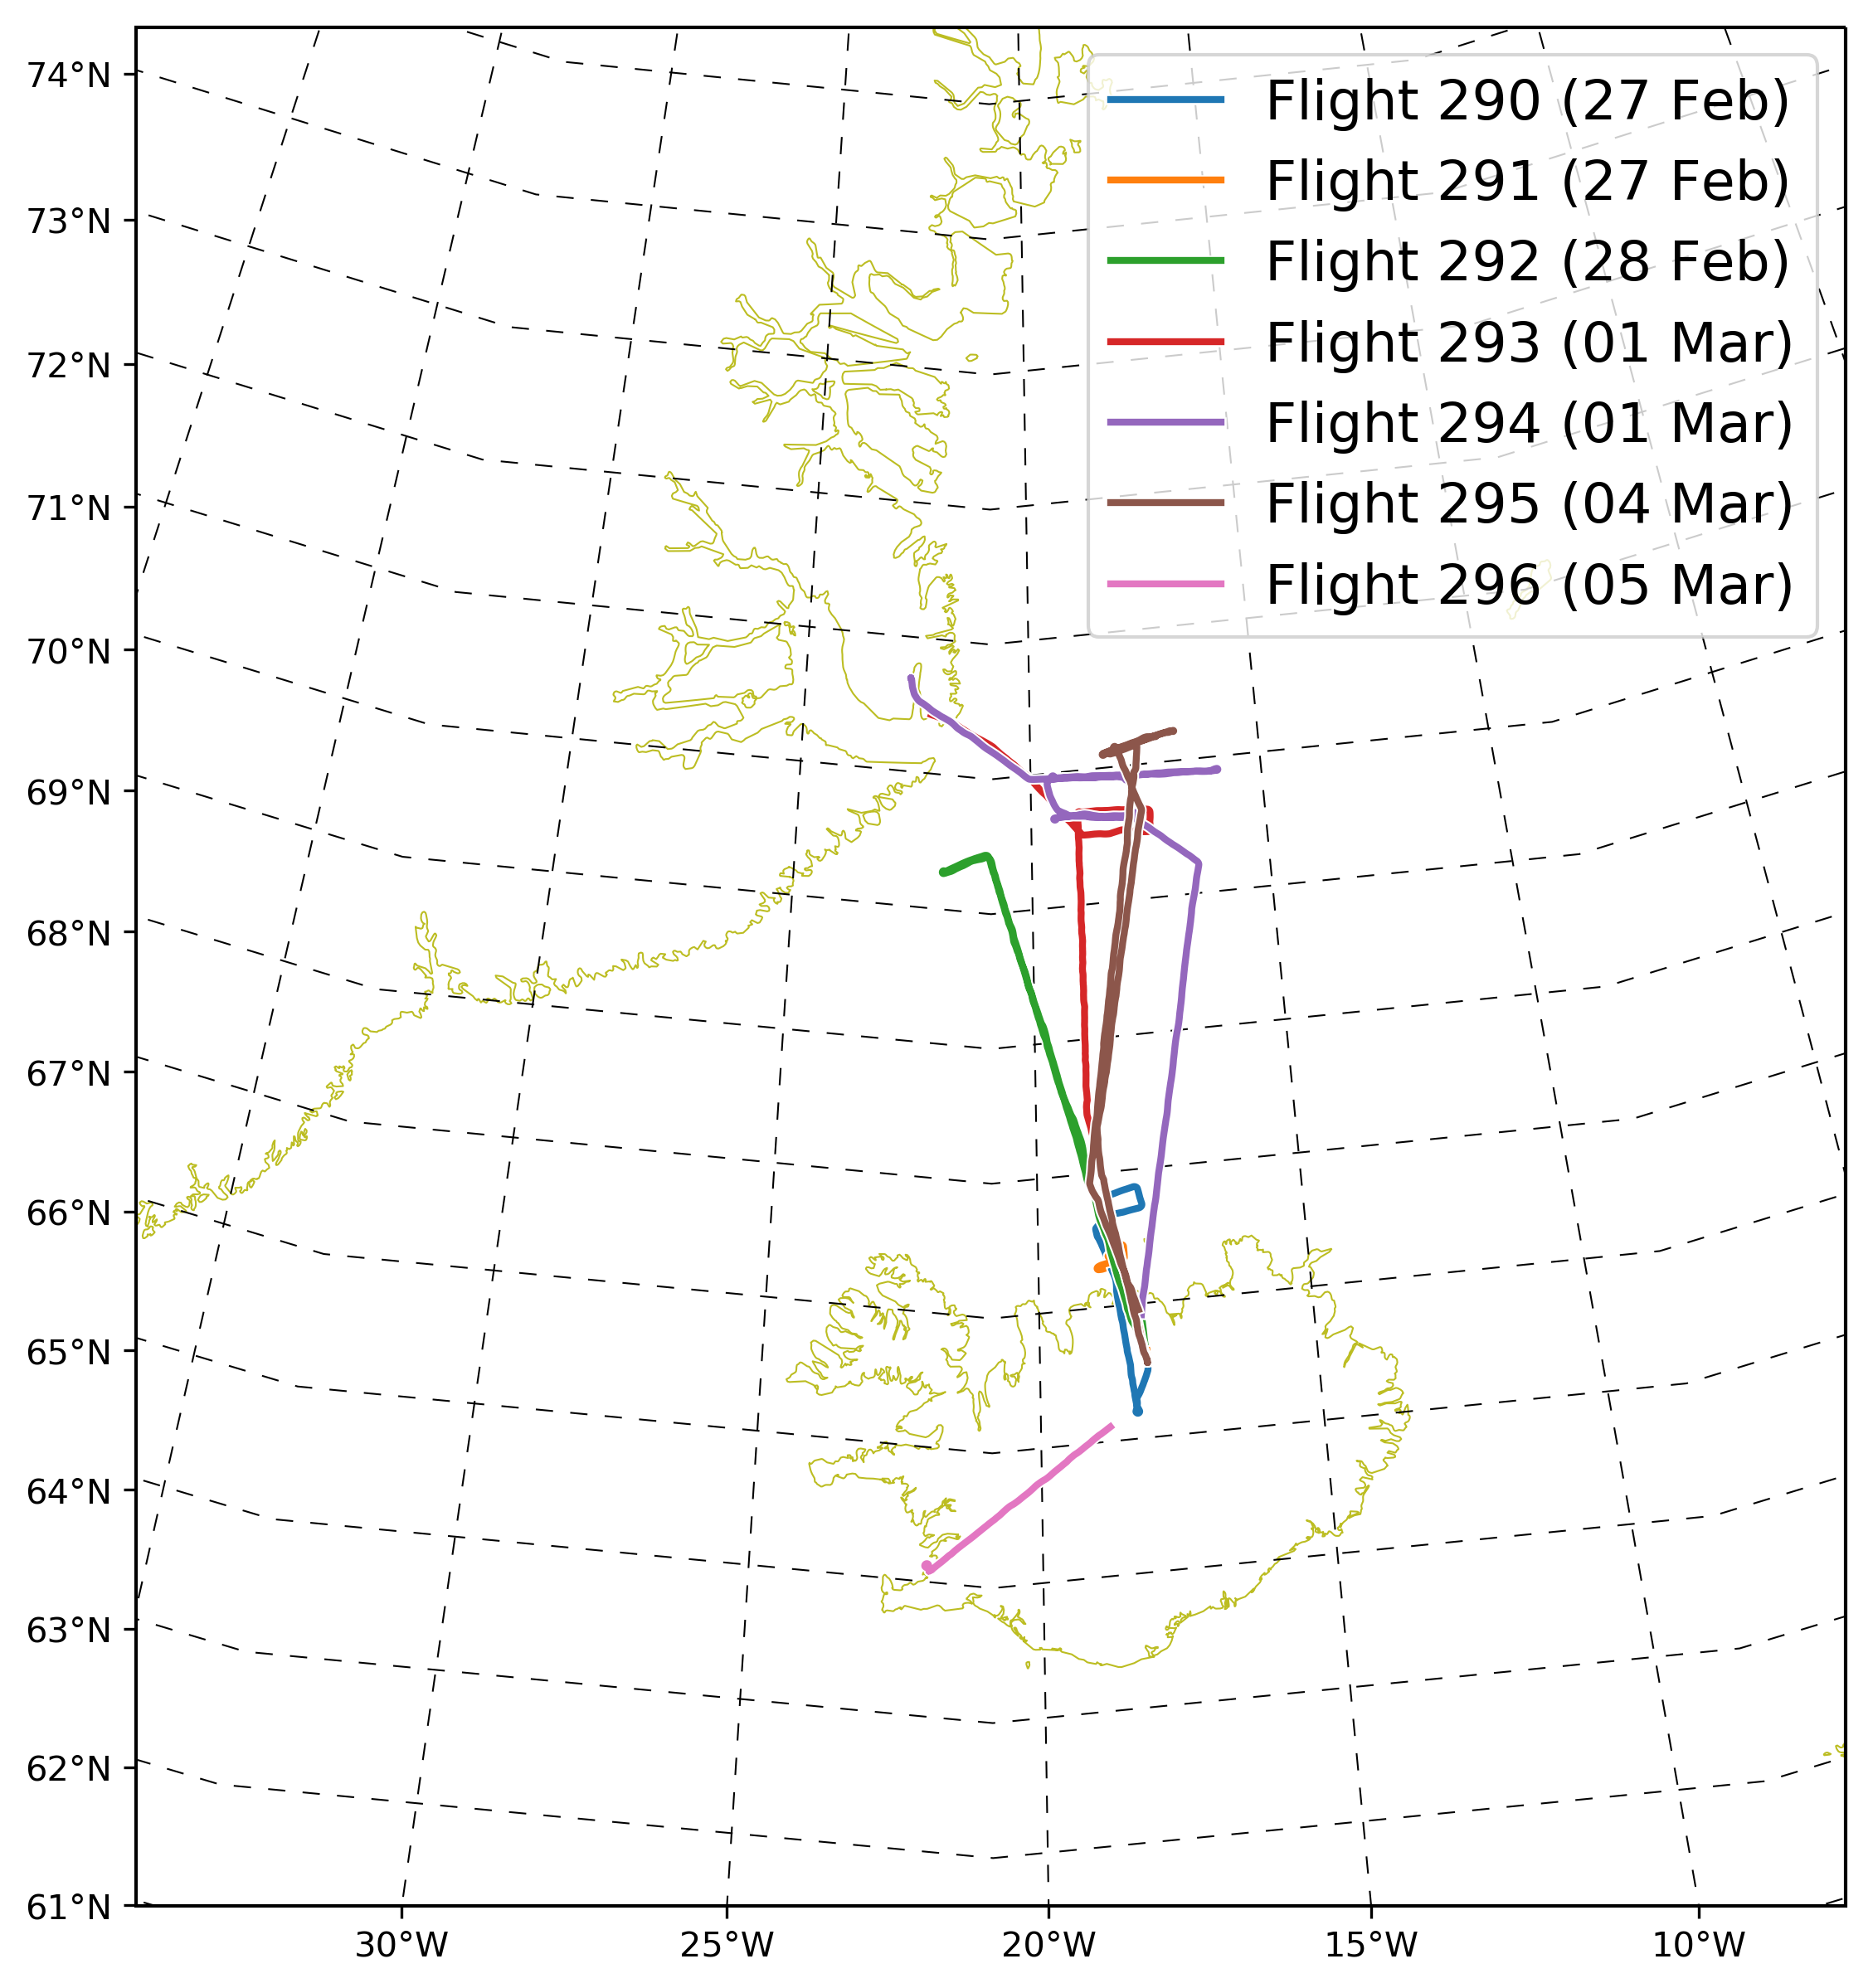 74°N
73°N
72°N
71°N
70°N
69°N
68°N
67°N
66°N
65°N
64°N
63°N
62°N
61°N
30°W
25°W
20°W
15°W
10°W
Flight 290 (27 Feb)
Flight 291 (27 Feb)
Flight 292 (28 Feb)
Flight 293 (01 Mar)
Flight 294 (01 Mar)
Flight 295 (04 Mar)
Flight 296 (05 Mar)